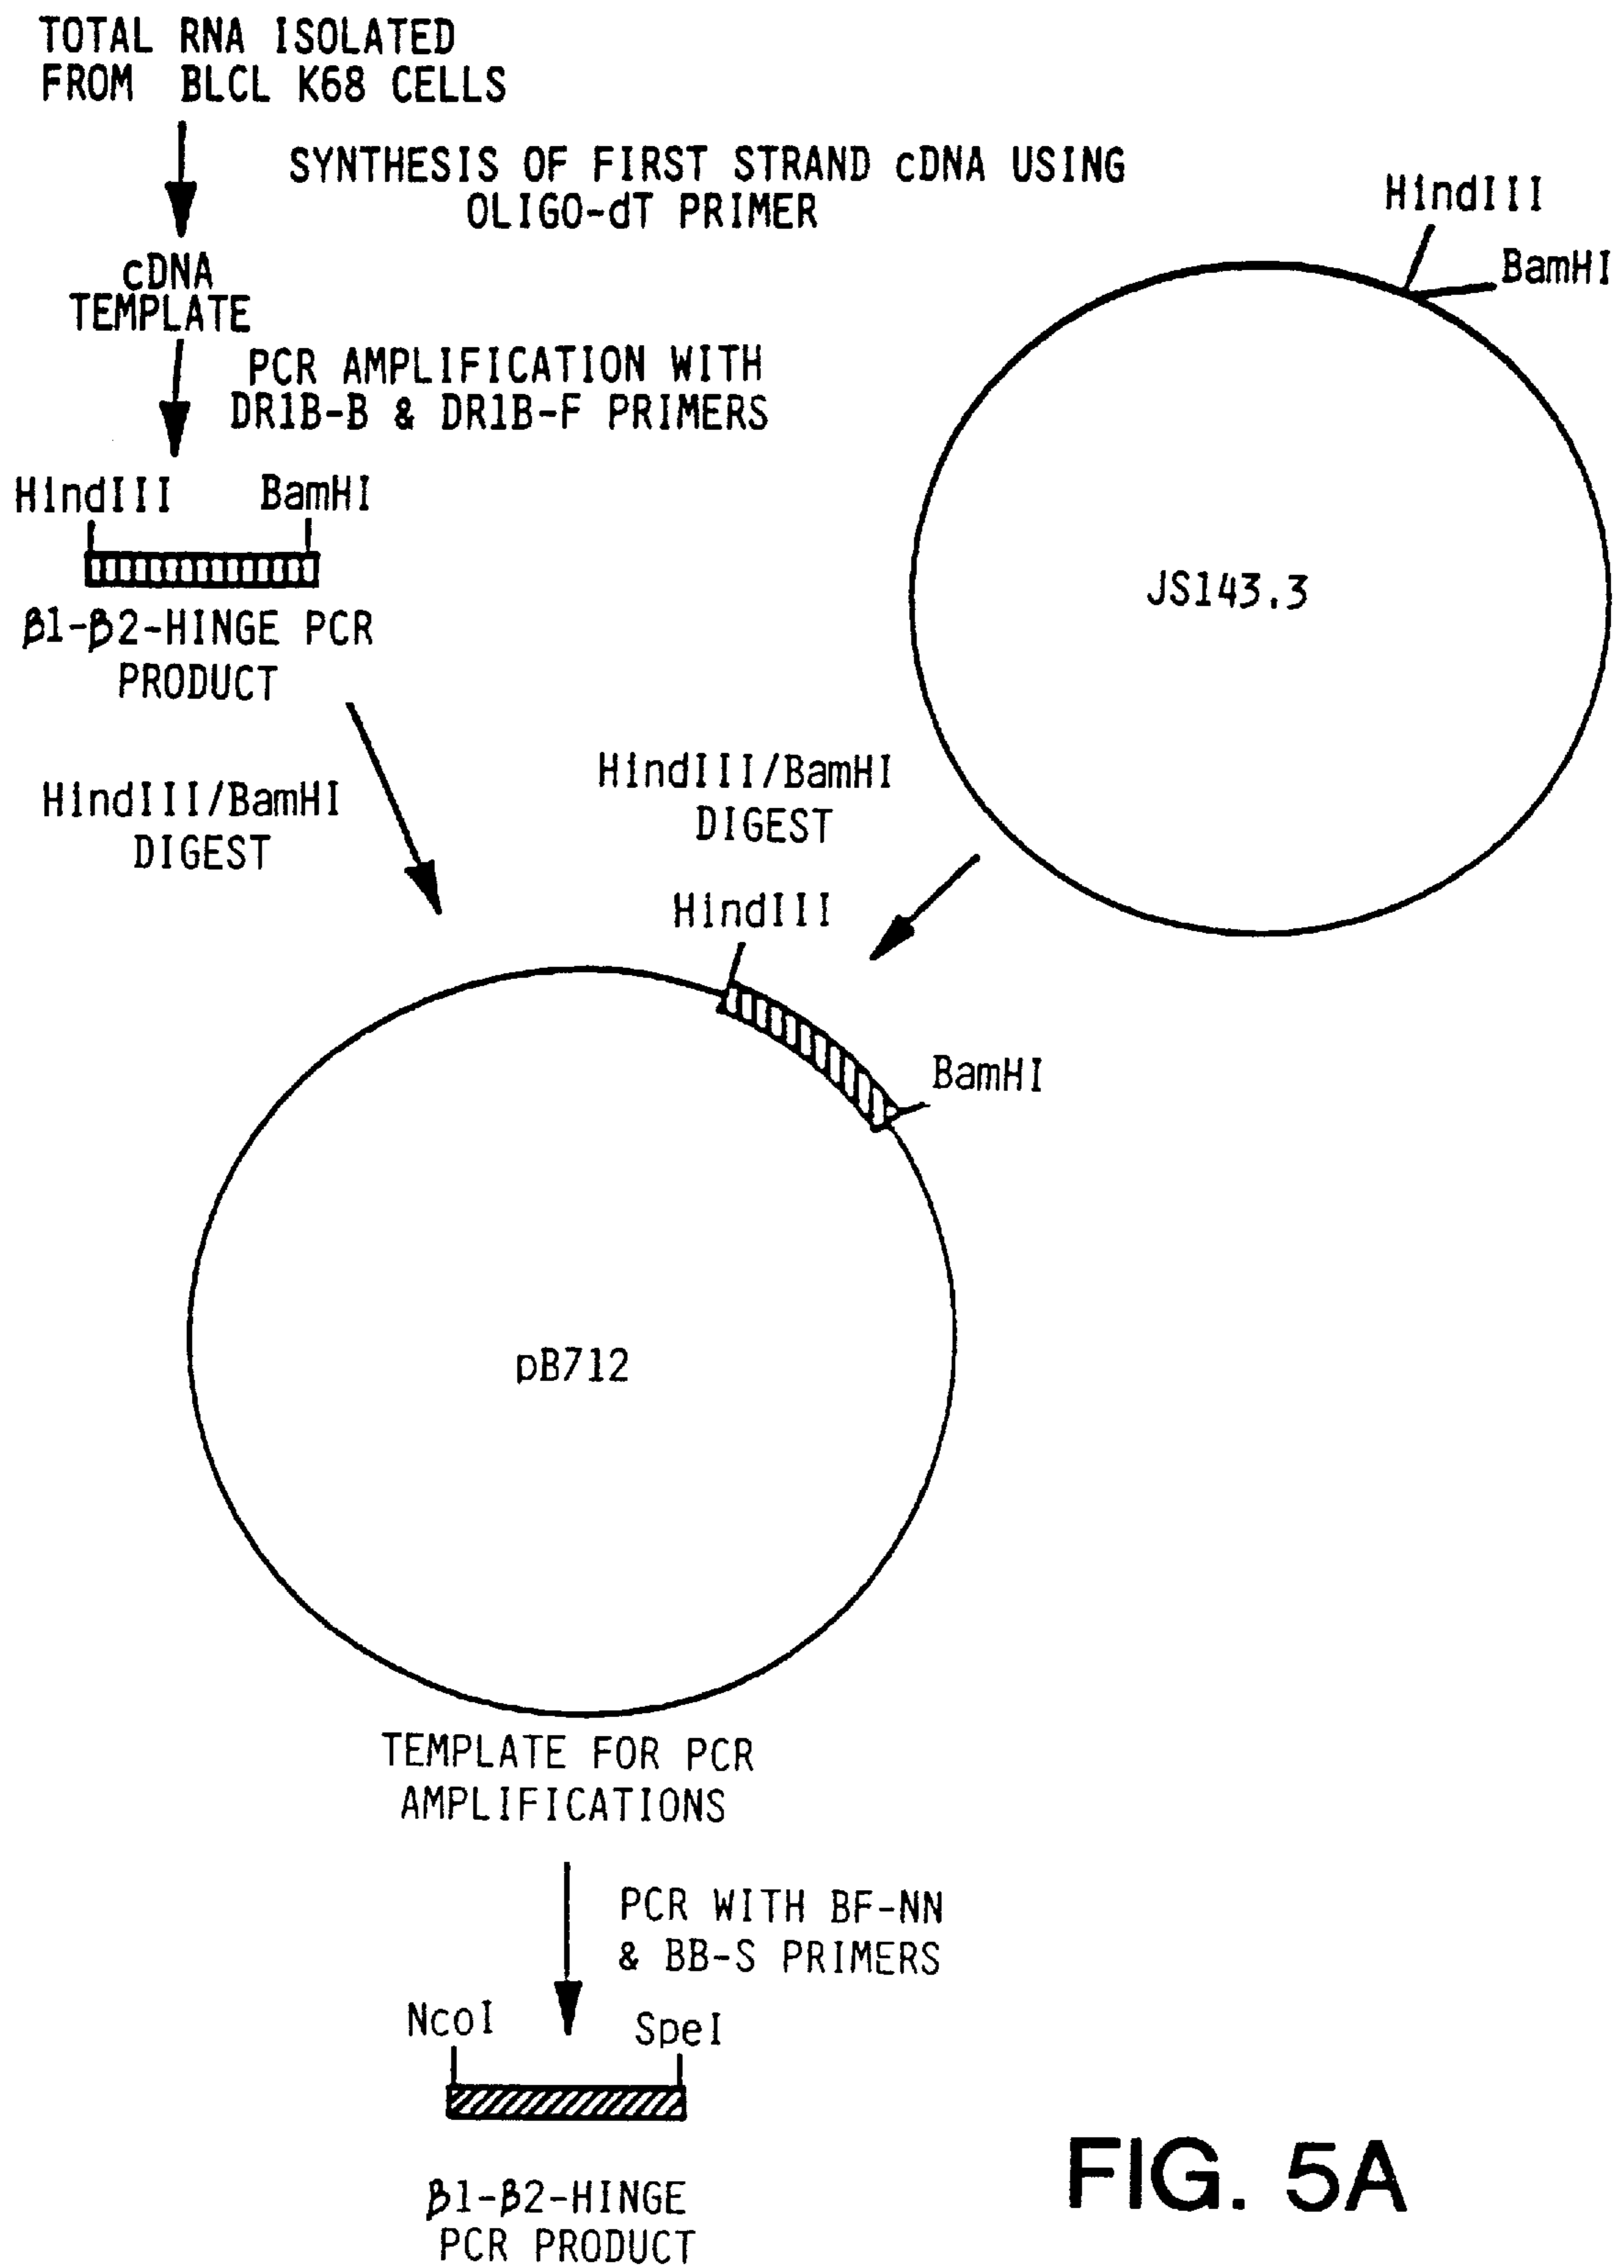 TOTAL RNA ISOLATED
FROM BLCL K68 CELLS
SYNTHESIS OF FIRST STRAND cDNA USING
OLIGO-dT PRIMER
cDNA
TEMPLATE
PCR AMPLIFICATION WITH
DR1B-B & DR1B-F PRIMERS
HindIII
BamHI
β1-β2-HINGE PCR
PRODUCT
HindIII
BamHI
JS143.3
HindIII/BamHI
DIGEST
HindIII/BamHI
DIGEST
HindIII
BamHI
pB712
TEMPLATE FOR PCR
AMPLIFICATIONS
PCR WITH BF-NN
& BB-S PRIMERS
NcoI
SpeI
β1-β2-HINGE
PCR PRODUCT
FIG. 5A